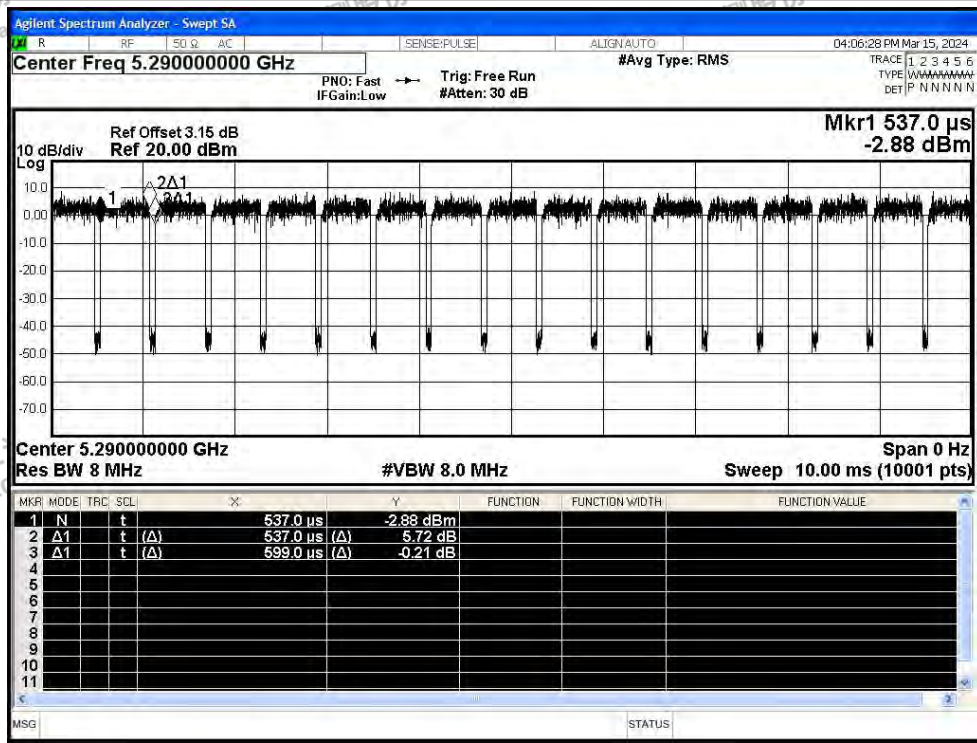 Agilent Spectrum Analyzer - Swept SA
R RF 50 Ω AC SENSE:PULSE ALIGNAUTO 04:06:28 PM Mar 15, 2024
Center Freq 5.290000000 GHz
#Avg Type: RMS
TRACE 1 2 3 4 5 6
PNO: Fast Trig: Free Run
TYPE
IFGain:Low #Atten: 30 dB
DET P N N N N N
Ref Offset 3.15 dB
Mkr1 537.0 µs
10 dB/div Ref 20.00 dBm
-2.88 dBm
Log
10.0
0.00
-10.0
-20.0
-30.0
-40.0
-50.0
-60.0
-70.0
1
2Δ1
3Δ1
Center 5.290000000 GHz Span 0 Hz
Res BW 8 MHz #VBW 8.0 MHz Sweep 10.00 ms (10001 pts)
MKR MODE TRC SCL X Y FUNCTION FUNCTION WIDTH FUNCTION VALUE
1 N t 537.0 µs -2.88 dBm
2 Δ1 t (Δ) 537.0 µs (Δ) 5.72 dB
3 Δ1 t (Δ) 599.0 µs (Δ) -0.21 dB
4
5
6
7
8
9
10
11
MSG STATUS